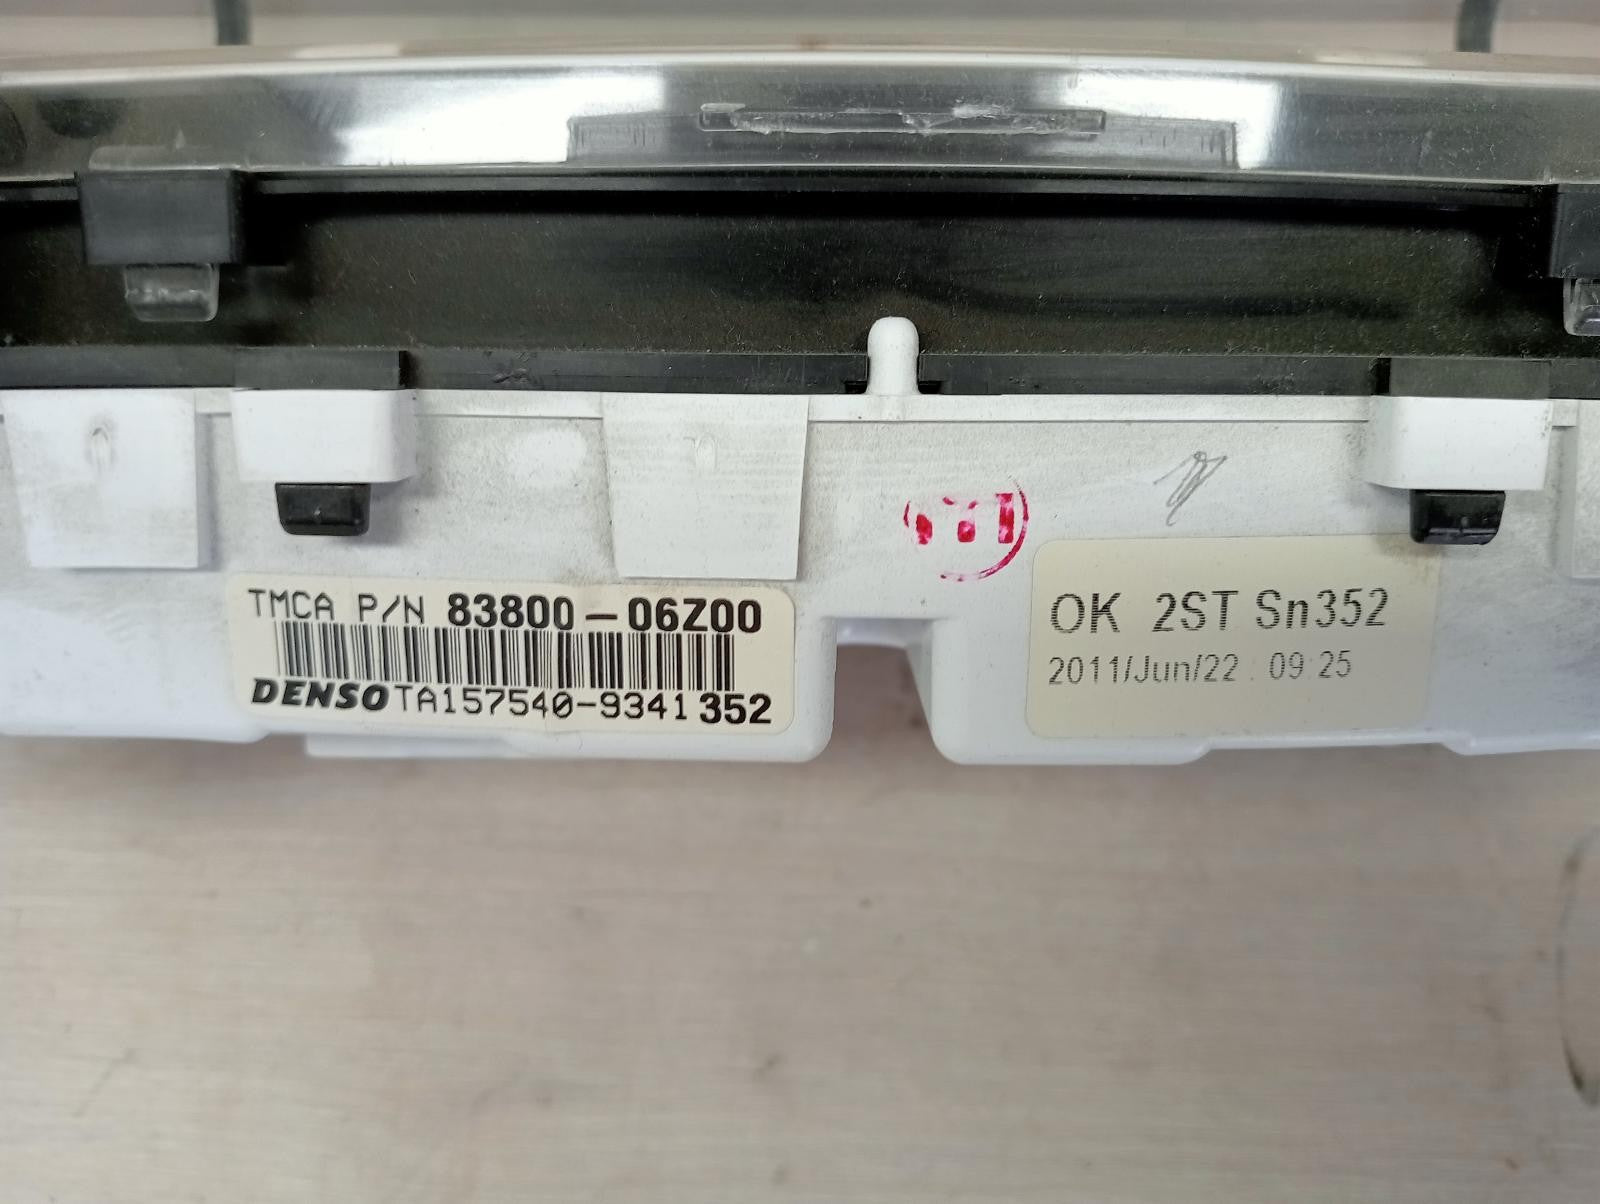 TMCA P/N 83800-06Z00
DENSO TA157540-9341 352
OK 2ST Sn352
2011/Jun/22 09:25